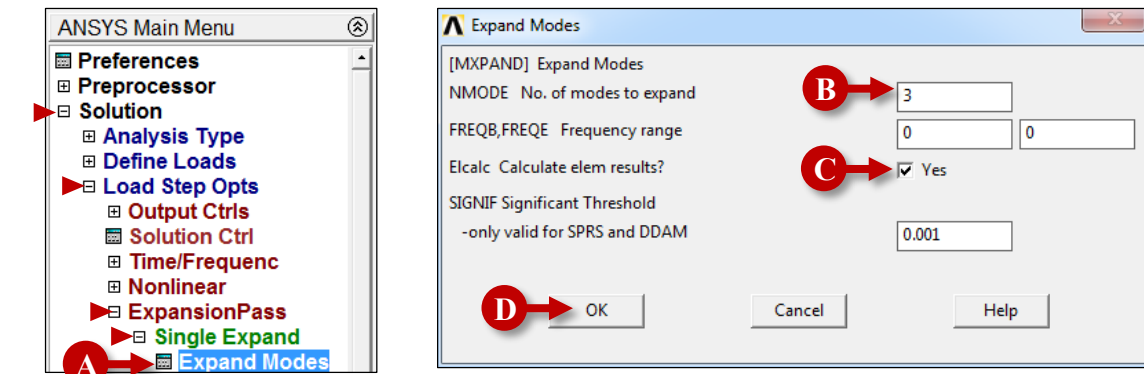 ANSYS Main Menu
Preferences
Preprocessor
Solution
Analysis Type
Define Loads
Load Step Opts
Output Ctrls
Solution Ctrl
Time/Frequenc
Nonlinear
ExpansionPass
Single Expand
A Expand Modes
Expand Modes
[MXPAND] Expand Modes
NMODE No. of modes to expand B 3
FREQB,FREQE Frequency range 0 0
Elcalc Calculate elem results? C Yes
SIGNIF Significant Threshold
-only valid for SPRS and DDAM 0.001
D OK Cancel Help